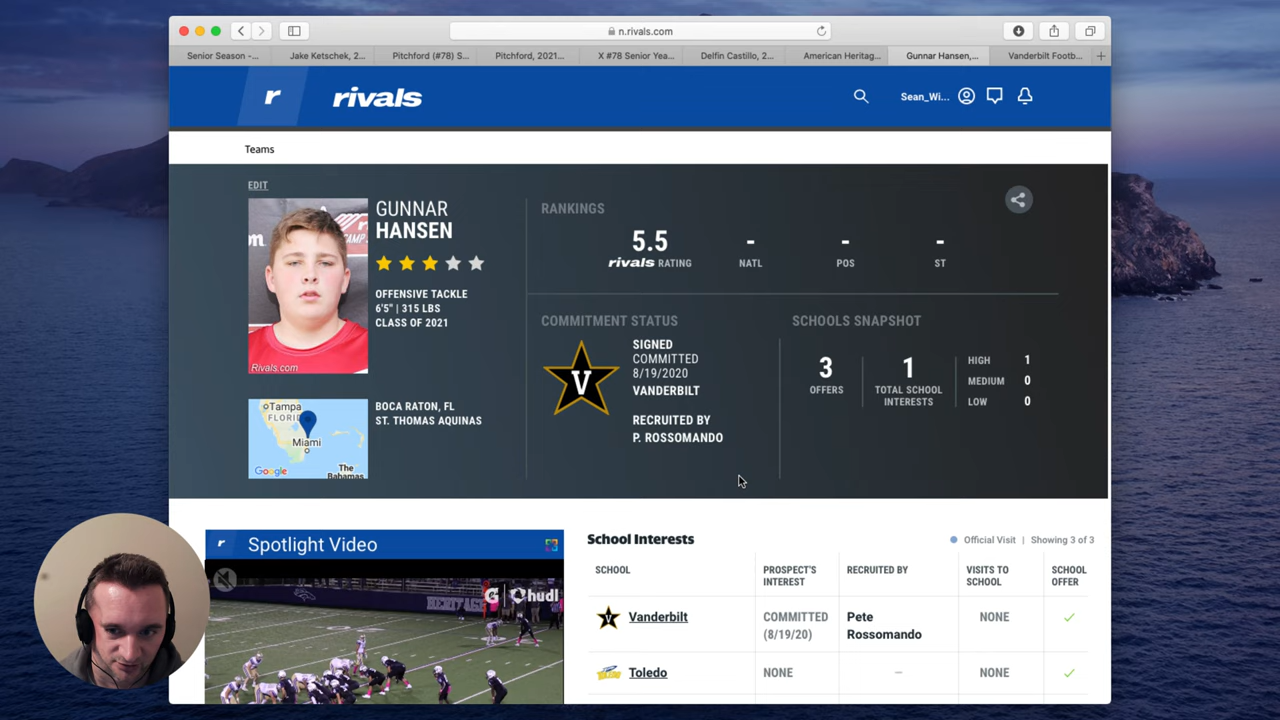 n.rivals.com
Senior Season -...
Jake Ketschek, 2...
Pitchford (#78) S...
Pitchford, 2021...
X #78 Senior Yea...
Delfin Castillo, 2...
American Heritag...
Gunnar Hansen,...
Vanderbilt Footb...
r
rivals
Sean_Wi...
Teams
EDIT
GUNNAR
HANSEN
OFFENSIVE TACKLE
6'5" | 315 LBS
CLASS OF 2021
Rivals.com
BOCA RATON, FL
ST. THOMAS AQUINAS
Tampa
FLORI
Miami
The
Bahamas
Google
RANKINGS
5.5
rivals RATING
-
NATL
-
POS
-
ST
COMMITMENT STATUS
V
SIGNED
COMMITTED
8/19/2020
VANDERBILT
RECRUITED BY
P. ROSSOMANDO
SCHOOLS SNAPSHOT
3
OFFERS
1
TOTAL SCHOOL
INTERESTS
HIGH 1
MEDIUM 0
LOW 0
r
Spotlight Video
HERITAGE
G
hudl
School Interests
Official Visit | Showing 3 of 3
SCHOOL
PROSPECT'S
INTEREST
RECRUITED BY
VISITS TO
SCHOOL
SCHOOL
OFFER
V
Vanderbilt
COMMITTED
(8/19/20)
Pete
Rossomando
NONE
TOLEDO
Toledo
NONE
—
NONE